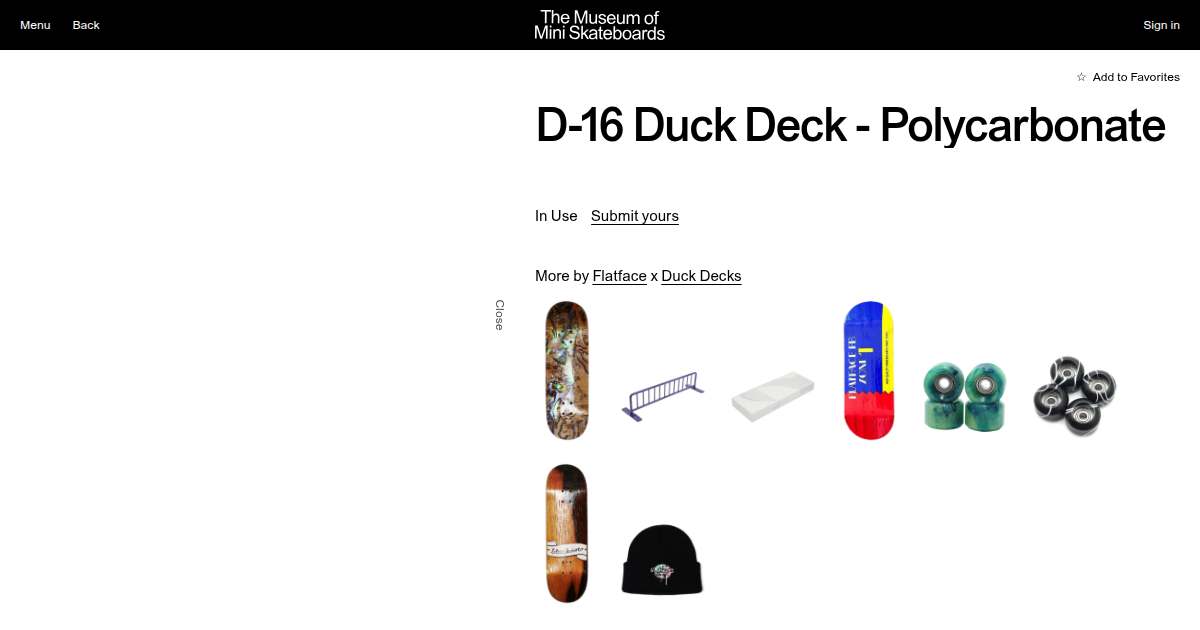 Menu Back
The Museum of
Mini Skateboards
Sign in
☆ Add to Favorites
D-16 Duck Deck - Polycarbonate
In Use Submit yours
More by Flatface x Duck Decks
Close